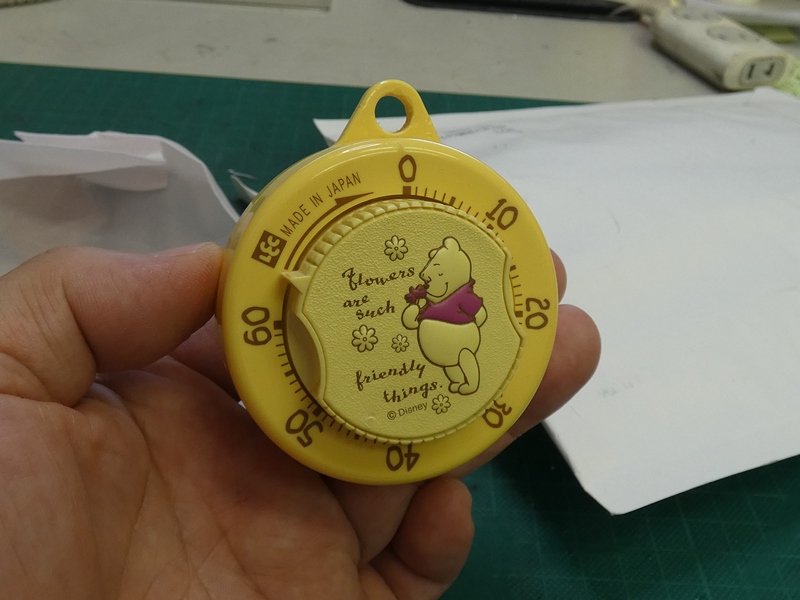 MADE IN JAPAN
0
10
20
30
40
50
60
Flowers
are
such
friendly
things.
© Disney